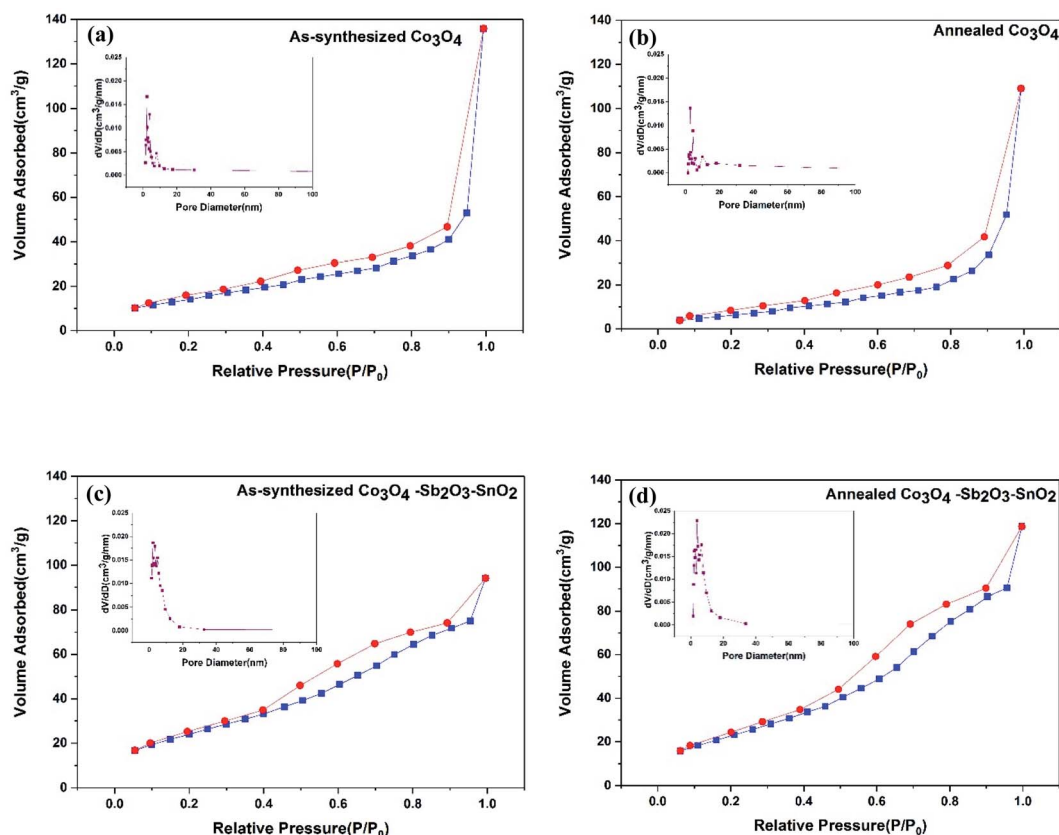 (a)
As-synthesized Co₃O₄
Volume Adsorbed(cm³/g)
140
120
100
80
60
40
20
0
0.0 0.2 0.4 0.6 0.8 1.0
Relative Pressure(P/P₀)
dV/dD(cm³/g/nm)
0.025
0.020
0.015
0.010
0.005
0.000
0 20 40 60 80 100
Pore Diameter(nm)
(b)
Annealed Co₃O₄
Volume Adsorbed(cm³/g)
140
120
100
80
60
40
20
0
0.0 0.2 0.4 0.6 0.8 1.0
Relative Pressure(P/P₀)
dV/dD(cm³/g/nm)
0.025
0.020
0.015
0.010
0.005
0.000
0 20 40 60 80 100
Pore Diameter(nm)
(c)
As-synthesized Co₃O₄ -Sb₂O₃-SnO₂
Volume Adsorbed(cm³/g)
140
120
100
80
60
40
20
0
0.0 0.2 0.4 0.6 0.8 1.0
Relative Pressure(P/P₀)
dV/dD(cm³/g/nm)
0.025
0.020
0.015
0.010
0.005
0.000
0 20 40 60 80 100
Pore Diameter(nm)
(d)
Annealed Co₃O₄ -Sb₂O₃-SnO₂
Volume Adsorbed(cm³/g)
140
120
100
80
60
40
20
0
0.0 0.2 0.4 0.6 0.8 1.0
Relative Pressure(P/P₀)
dV/dD(cm³/g/nm)
0.025
0.020
0.015
0.010
0.005
0.000
0 20 40 60 80 100
Pore Diameter(nm)